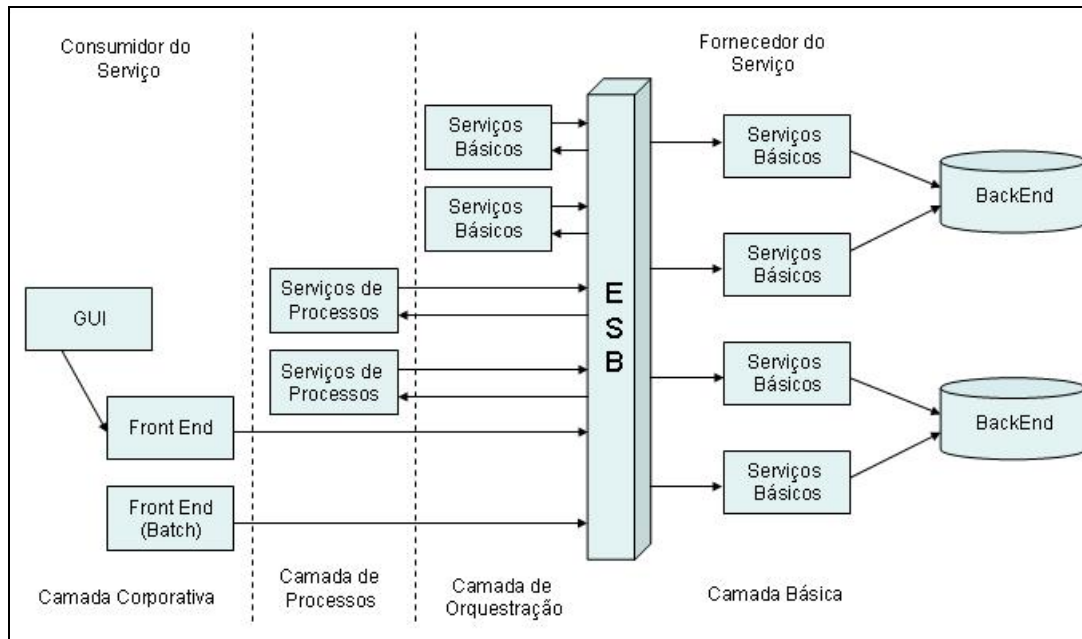 Consumidor do
Serviço
Fornecedor do
Serviço
Serviços
Básicos
Serviços
Básicos
Serviços de
Processos
Serviços de
Processos
GUI
Front End
Front End
(Batch)
E
S
B
Serviços
Básicos
Serviços
Básicos
Serviços
Básicos
Serviços
Básicos
BackEnd
BackEnd
Camada Corporativa
Camada de
Processos
Camada de
Orquestração
Camada Básica